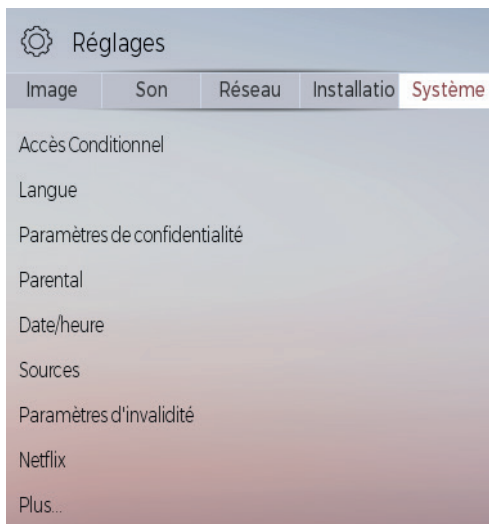 Réglages
Image Son Réseau Installatio Système
Accès Conditionnel
Langue
Paramètres de confidentialité
Parental
Date/heure
Sources
Paramètres d'invalidité
Netflix
Plus...